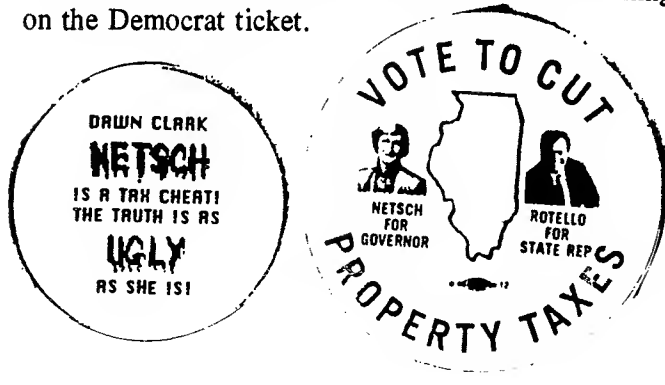 on the Democrat ticket.
DAWN CLARK
NETSCH
IS A TAX CHEAT!
THE TRUTH IS AS
UGLY
AS SHE IS!
VOTE TO CUT
NETSCH
FOR
GOVERNOR
ROTELLO
FOR
STATE REP
PROPERTY TAXES